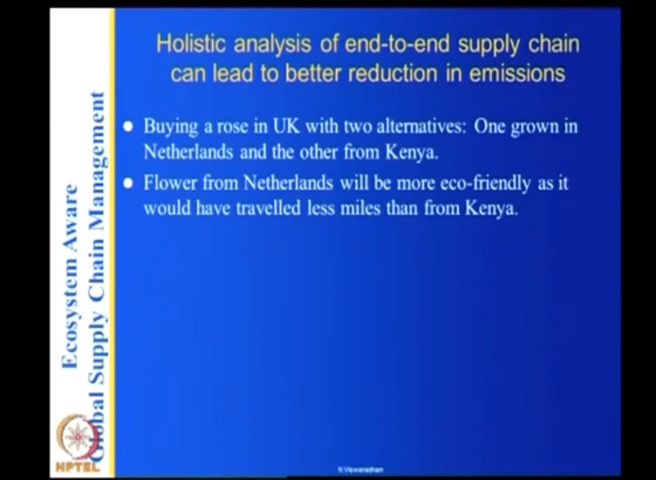 Holistic analysis of end-to-end supply chain
can lead to better reduction in emissions
Buying a rose in UK with two alternatives: One grown in
Netherlands and the other from Kenya.
Flower from Netherlands will be more eco-friendly as it
would have travelled less miles than from Kenya.
Ecosystem Aware
Global Supply Chain Management
NPTEL
N.Viswanadham